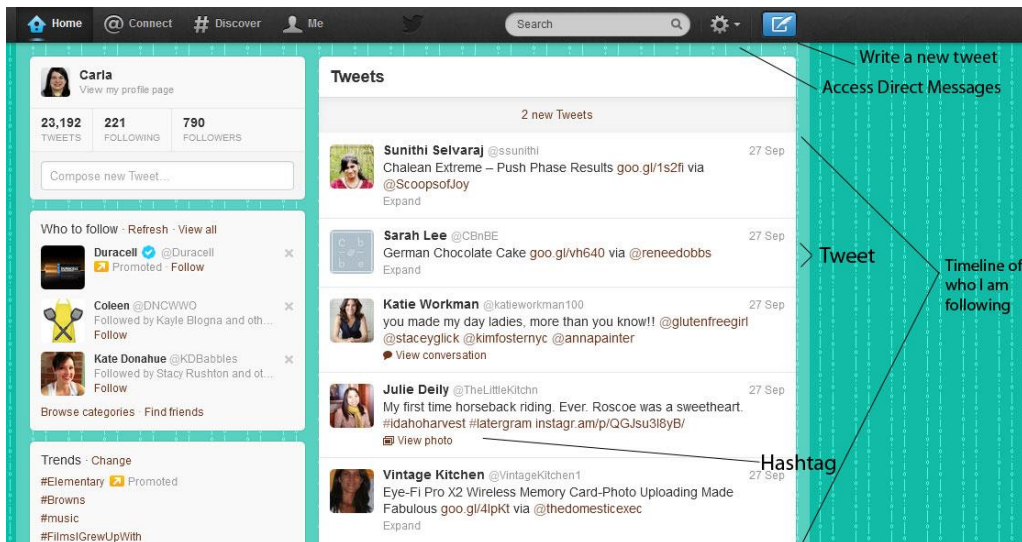 Home
Connect
Discover
Me
Search
Write a new tweet
Access Direct Messages
Carla
View my profile page
23,192 221 790
TWEETS FOLLOWING FOLLOWERS
Compose new Tweet...
Who to follow · Refresh · View all
Duracell @Duracell
Promoted · Follow
Coleen @DNCWWO
Followed by Kayle Blogna and oth...
Follow
Kate Donahue @KDBabbles
Followed by Stacy Rushton and ot...
Follow
Browse categories · Find friends
Trends · Change
#Elementary Promoted
#Browns
#music
#FilmsIGrewUpWith
Tweets
2 new Tweets
Sunithi Selvaraj @ssunithi 27 Sep
Chalean Extreme – Push Phase Results goo.gl/1s2fi via
@ScoopsofJoy
Expand
Sarah Lee @CBnBE 27 Sep
German Chocolate Cake goo.gl/vh640 via @reneedobbs
Expand
Katie Workman @katieworkman100 27 Sep
you made my day ladies, more than you know!! @glutenfreegirl
@staceyglick @kimfosternyc @annapainter
View conversation
Julie Deily @TheLittleKitchn 27 Sep
My first time horseback riding. Ever. Roscoe was a sweetheart.
#idahoharvest #latergram instagr.am/p/QGJsu3l8yB/
View photo
Vintage Kitchen @VintageKitchen1 27 Sep
Eye-Fi Pro X2 Wireless Memory Card-Photo Uploading Made
Fabulous goo.gl/4lpKt via @thedomesticexec
Expand
Tweet
Timeline of
who I am
following
Hashtag